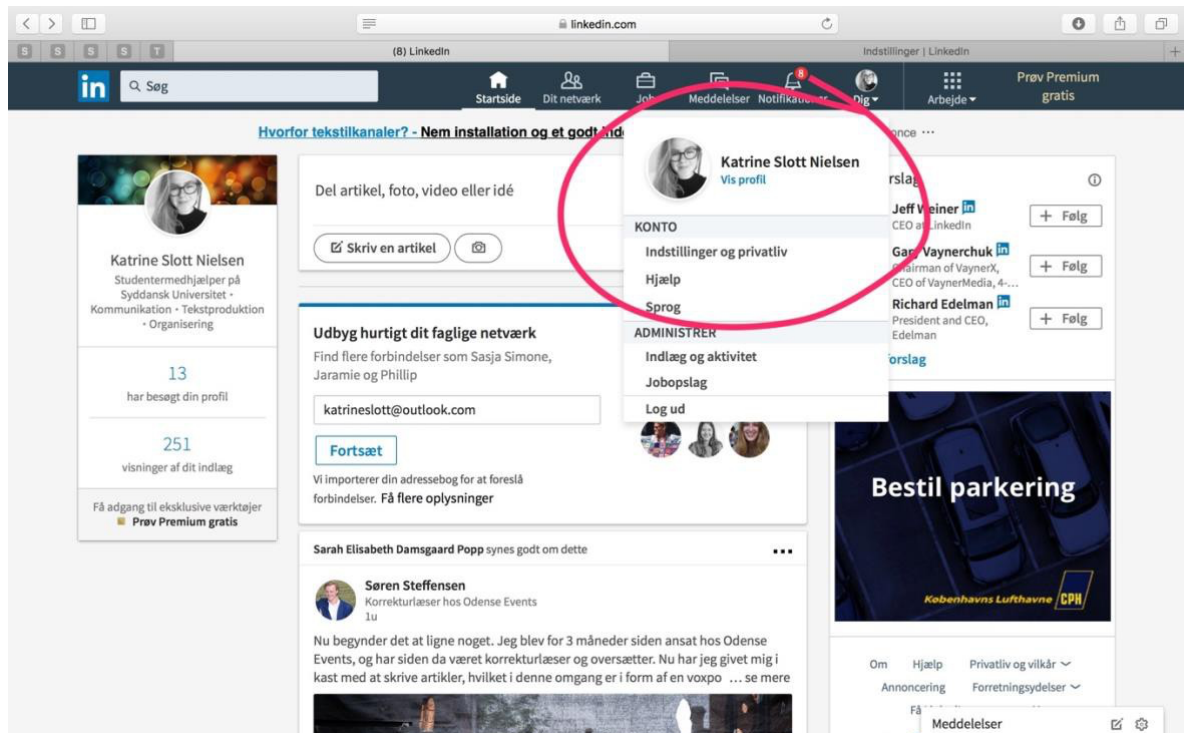 linkedin.com
S S S S T
(8) LinkedIn
Indstillinger | LinkedIn
in
Søg
Startside
Dit netværk
Meddelelser
8
Dig
Arbejde
Prøv Premium
gratis
Hvorfor tekstilkanaler? - Nem installation og et godt
Katrine Slott Nielsen
Studentermedhjælper på
Syddansk Universitet •
Kommunikation • Tekstproduktion
• Organisering
13
har besøgt din profil
251
visninger af dit indlæg
Få adgang til eksklusive værktøjer
Prøv Premium gratis
Del artikel, foto, video eller idé
Skriv en artikel
Udbyg hurtigt dit faglige netværk
Find flere forbindelser som Sasja Simone,
Jaramie og Phillip
katrineslott@outlook.com
Fortsæt
Vi importerer din adressebog for at foreslå
forbindelser. Få flere oplysninger
Sarah Elisabeth Damsgaard Popp synes godt om dette
Søren Steffensen
Korrekturlæser hos Odense Events
1u
Nu begynder det at ligne noget. Jeg blev for 3 måneder siden ansat hos Odense
Events, og har siden da været korrekturlæser og oversætter. Nu har jeg givet mig i
kast med at skrive artikler, hvilket i denne omgang er i form af en voxpo ... se mere
Katrine Slott Nielsen
Vis profil
KONTO
Indstillinger og privatliv
Hjælp
Sprog
ADMINISTRER
Indlæg og aktivitet
Jobopslag
Log ud
Jeff Weiner in
CEO at LinkedIn
+ Følg
Gary Vaynerchuk in
Chairman of VaynerX,
CEO of VaynerMedia, 4-...
+ Følg
Richard Edelman in
President and CEO,
Edelman
+ Følg
Bestil parkering
Københavns Lufthavne CPH
Om Hjælp Privatliv og vilkår
Annoncering Forretningsydelser
Meddelelser